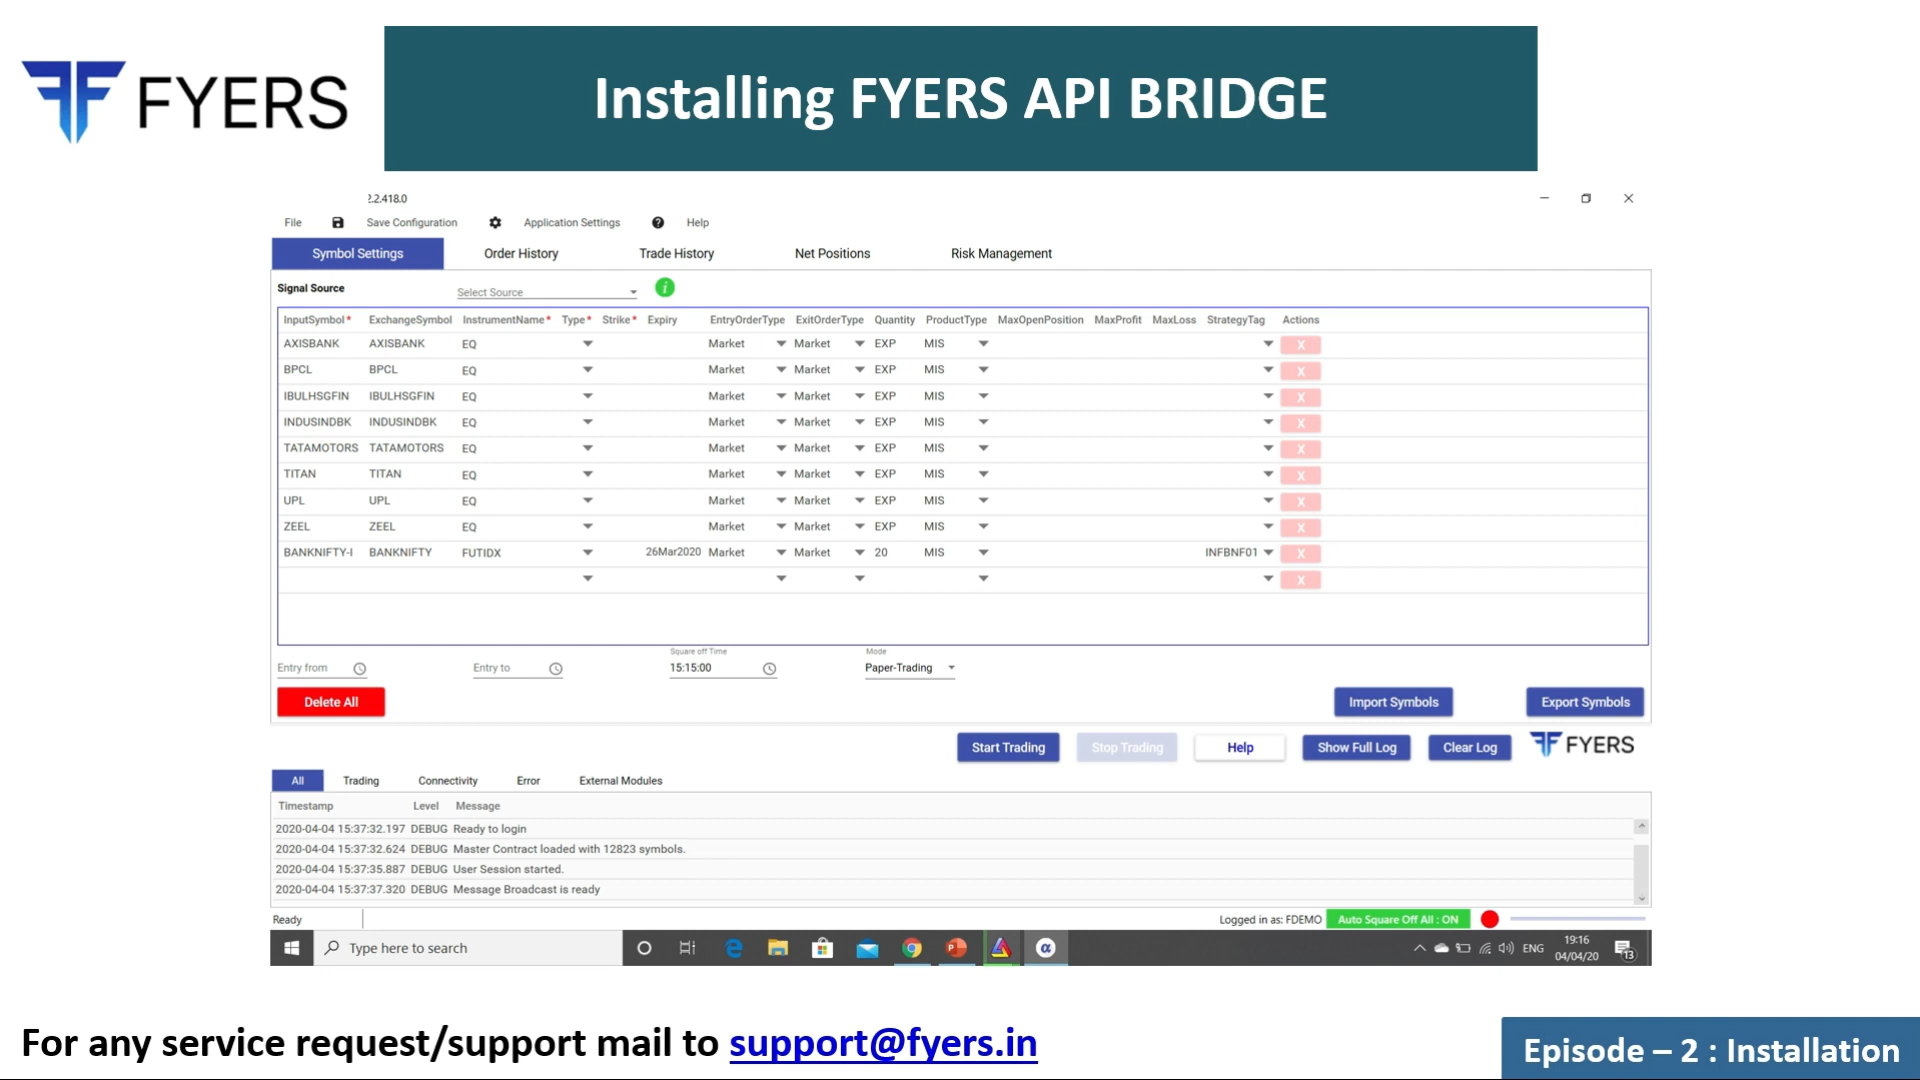 FYERS
Installing FYERS API BRIDGE
2.2.418.0
File Save Configuration Application Settings Help
Symbol Settings Order History Trade History Net Positions Risk Management
Signal Source Select Source
InputSymbol* ExchangeSymbol InstrumentName* Type* Strike* Expiry EntryOrderType ExitOrderType Quantity ProductType MaxOpenPosition MaxProfit MaxLoss StrategyTag Actions
AXISBANK AXISBANK EQ Market Market EXP MIS X
BPCL BPCL EQ Market Market EXP MIS X
IBULHSGFIN IBULHSGFIN EQ Market Market EXP MIS X
INDUSINDBK INDUSINDBK EQ Market Market EXP MIS X
TATAMOTORS TATAMOTORS EQ Market Market EXP MIS X
TITAN TITAN EQ Market Market EXP MIS X
UPL UPL EQ Market Market EXP MIS X
ZEEL ZEEL EQ Market Market EXP MIS X
BANKNIFTY-I BANKNIFTY FUTIDX 26Mar2020 Market Market 20 MIS INFBNF01 X
X
Square off Time Mode
Entry from Entry to 15:15:00 Paper-Trading
Delete All Import Symbols Export Symbols
Start Trading Stop Trading Help Show Full Log Clear Log FYERS
All Trading Connectivity Error External Modules
Timestamp Level Message
2020-04-04 15:37:32.197 DEBUG Ready to login
2020-04-04 15:37:32.624 DEBUG Master Contract loaded with 12823 symbols.
2020-04-04 15:37:35.887 DEBUG User Session started.
2020-04-04 15:37:37.320 DEBUG Message Broadcast is ready
Ready Logged in as: FDEMO Auto Square Off All : ON
Type here to search ENG 19:16
04/04/20 13
For any service request/support mail to support@fyers.in
Episode – 2 : Installation